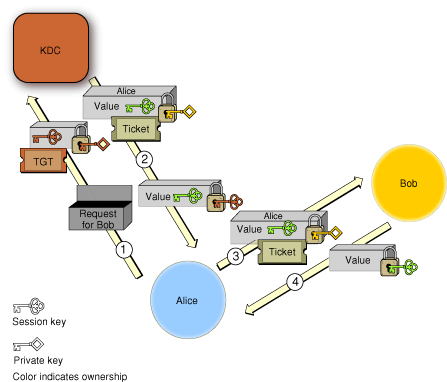 KDC
Alice
Value
Ticket
TGT
2
Value
Request
for Bob
1
Bob
Alice
Value
Ticket
3
Value
4
Alice
Session key
Private key
Color indicates ownership